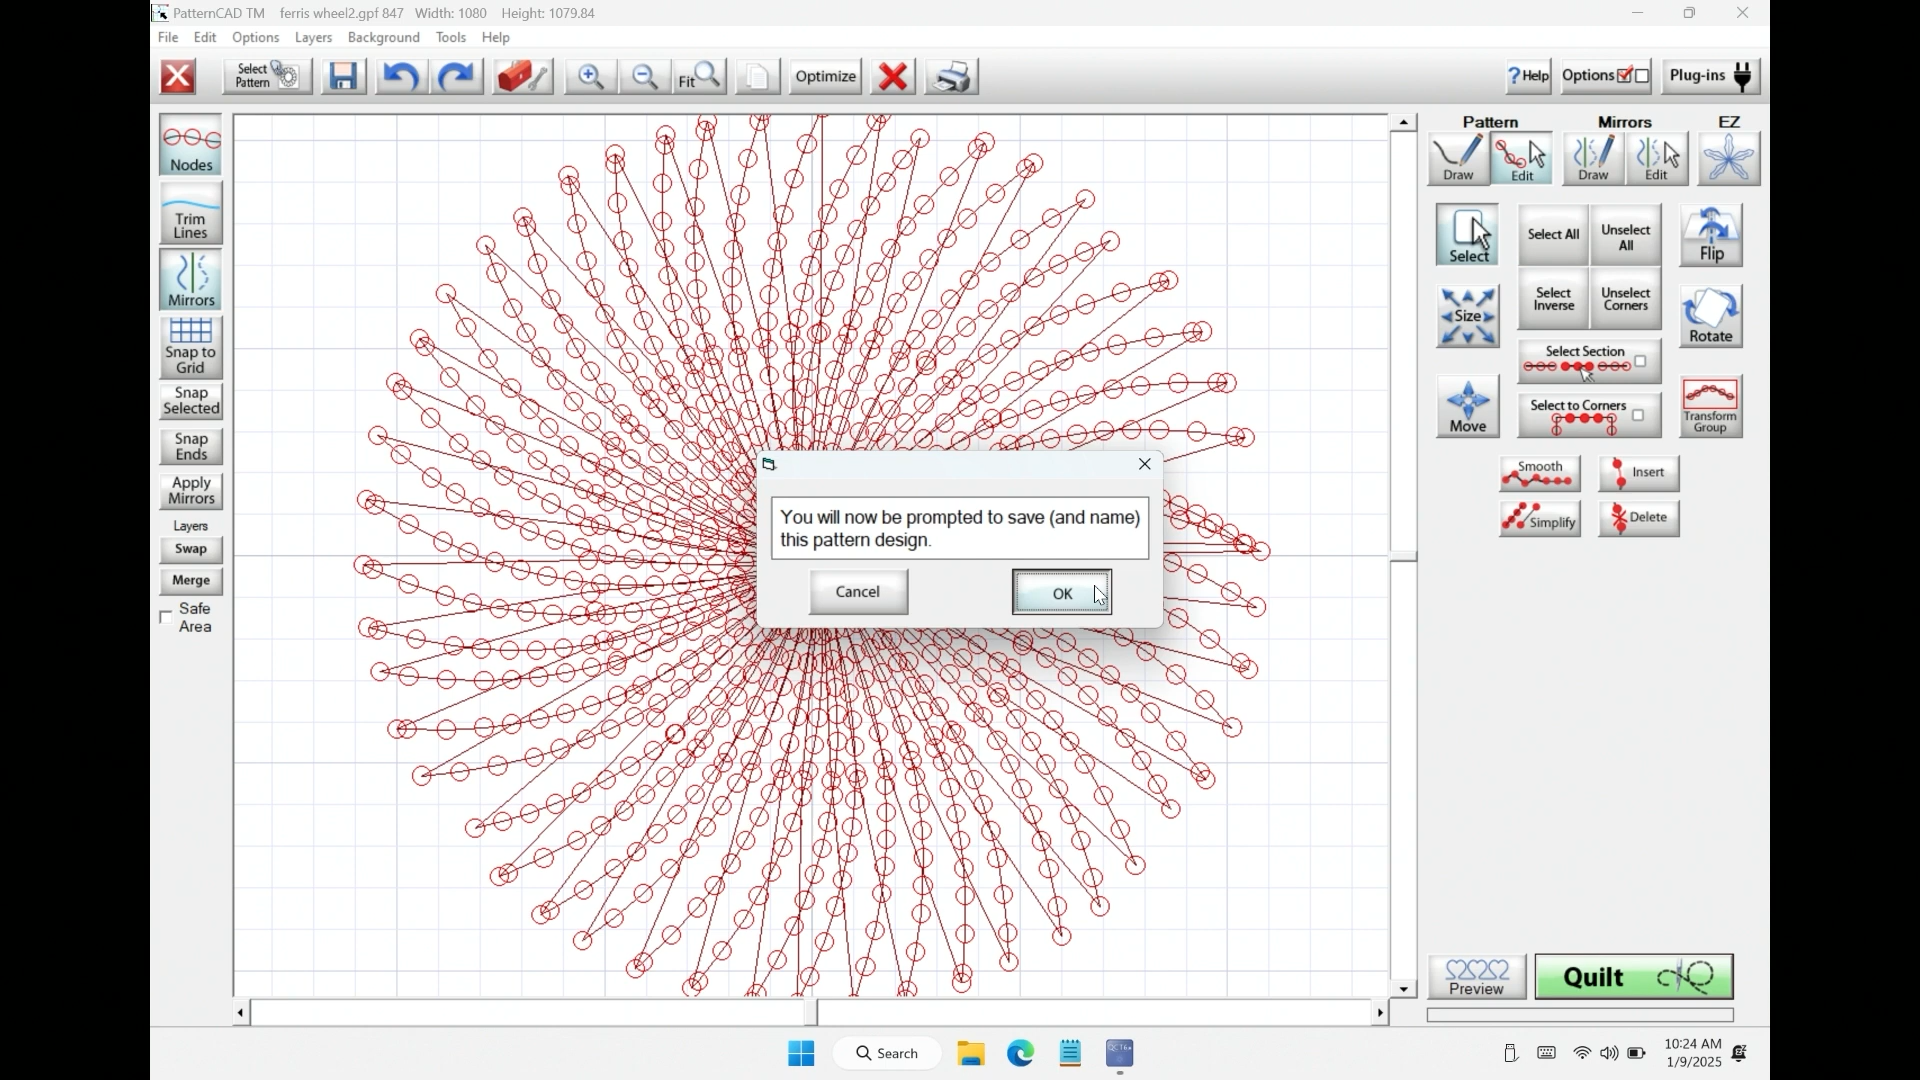 PatternCAD TM ferris wheel2.gpf 847 Width: 1080 Height: 1079.84
File Edit Options Layers Background Tools Help
Select
Pattern
Fit
Optimize
?Help
Options
Plug-ins
Nodes
Trim
Lines
Mirrors
Snap to
Grid
Snap
Selected
Snap
Ends
Apply
Mirrors
Layers
Swap
Merge
Safe
Area
You will now be prompted to save (and name)
this pattern design.
Cancel
OK
Pattern Mirrors EZ
Draw Edit Draw Edit
Select
Select All
Unselect
All
Flip
Size
Select
Inverse
Unselect
Corners
Rotate
Select Section
Move
Select to Corners
Transform
Group
Smooth
Insert
Simplify
Delete
Preview
Quilt
Search
QCT6
10:24 AM
1/9/2025